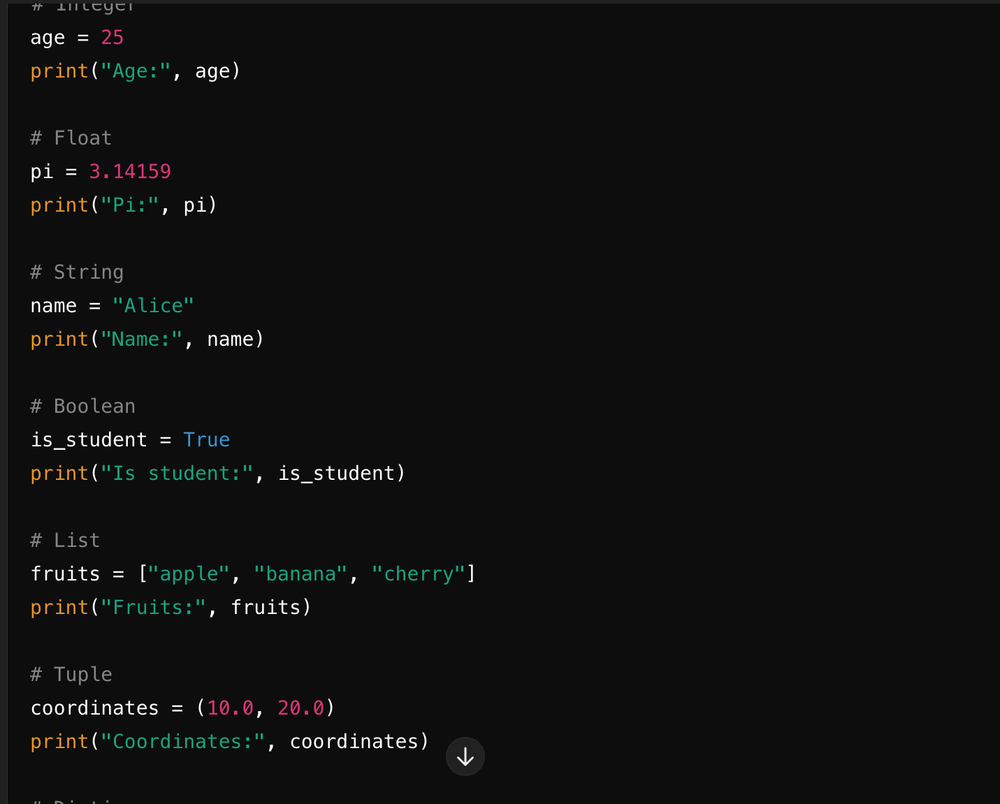 # Integer
age = 25
print("Age:", age)
# Float
pi = 3.14159
print("Pi:", pi)
# String
name = "Alice"
print("Name:", name)
# Boolean
is_student = True
print("Is student:", is_student)
# List
fruits = ["apple", "banana", "cherry"]
print("Fruits:", fruits)
# Tuple
coordinates = (10.0, 20.0)
print("Coordinates:", coordinates)